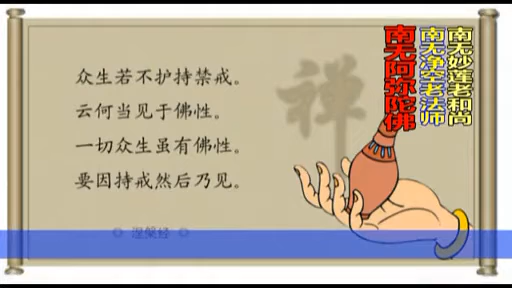 众生若不护持禁戒。
云何当见于佛性。
一切众生虽有佛性。
要因持戒然后乃见。
涅槃经
禅
南无阿弥陀佛
南无净空老法师
南无妙莲老和尚